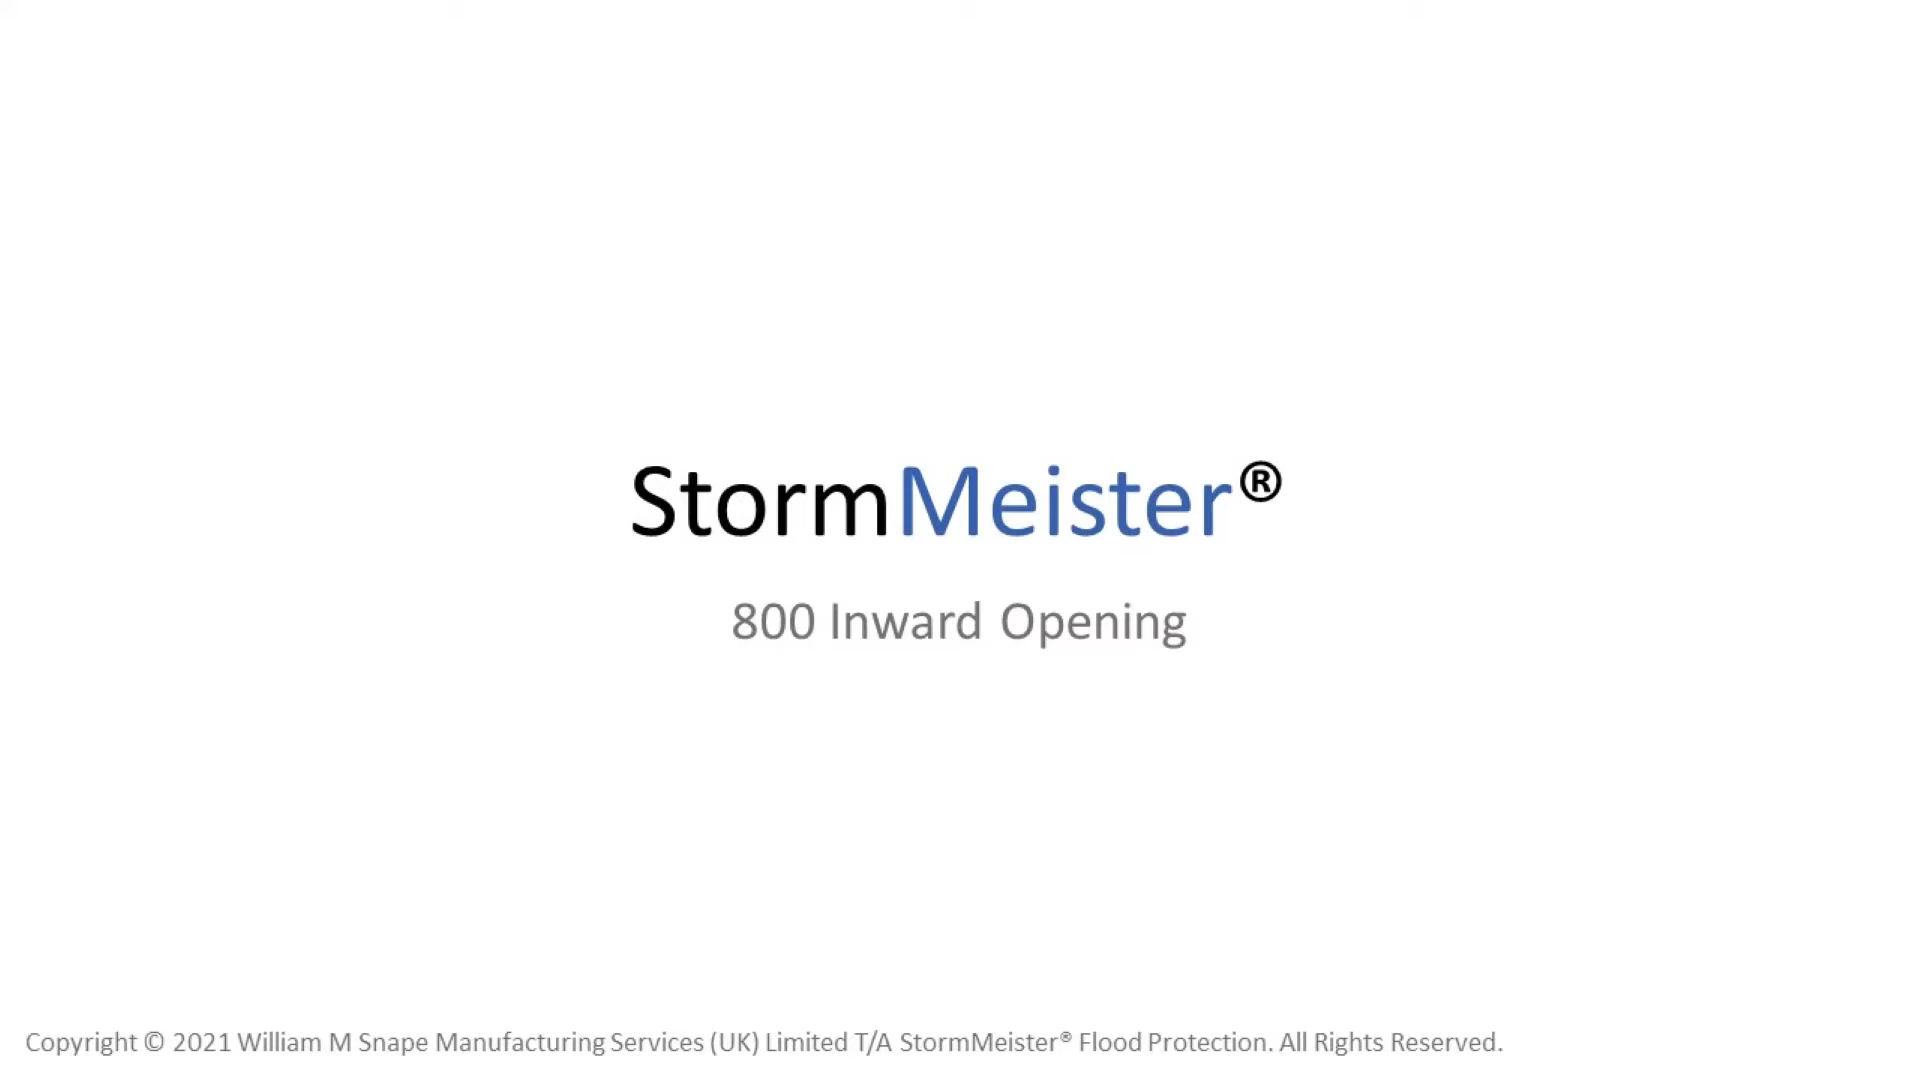 StormMeister®
800 Inward Opening
Copyright © 2021 William M Snape Manufacturing Services (UK) Limited T/A StormMeister® Flood Protection. All Rights Reserved.